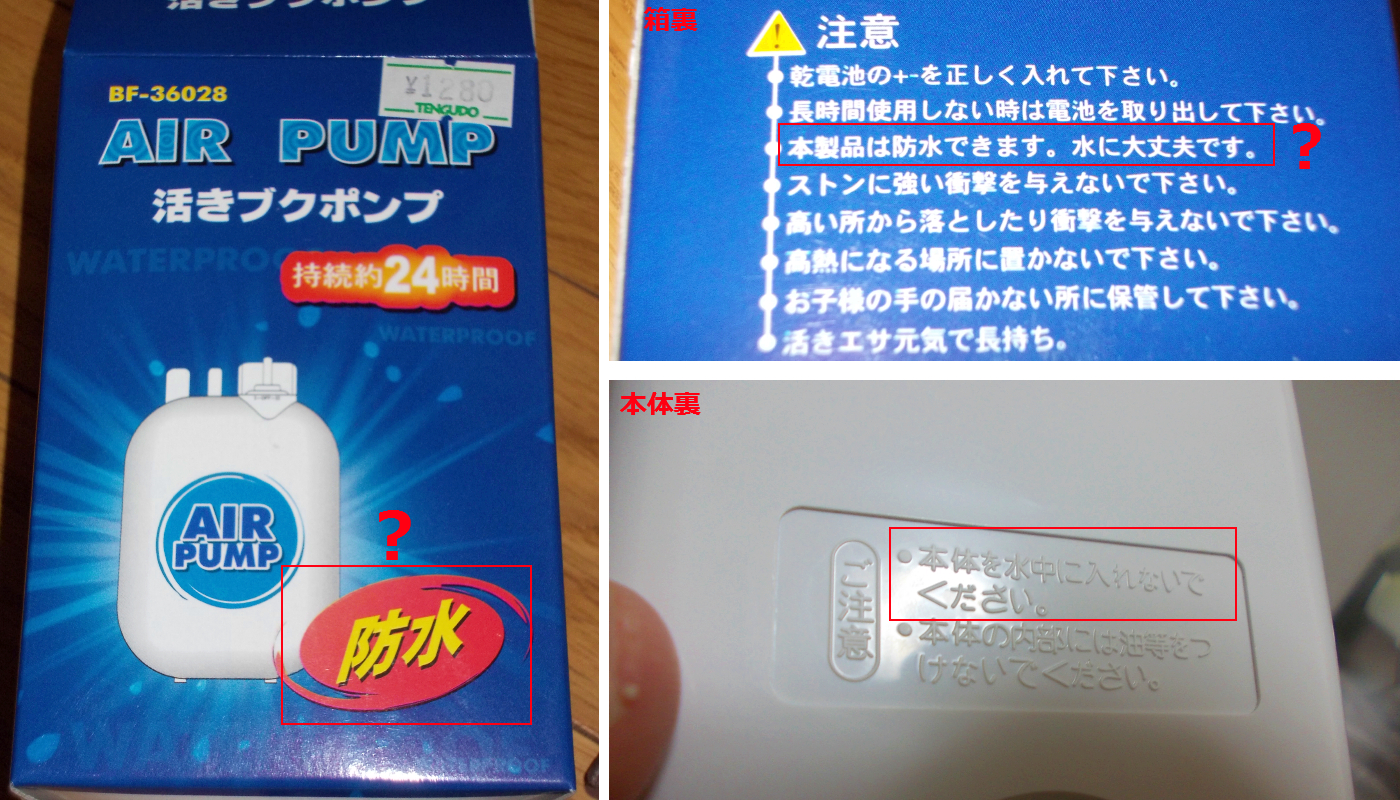 活きブクポンプ
BF-36028
¥1280
TENGUDO
AIR PUMP
活きブクポンプ
WATERPROOF
持続約24時間
WATERPROOF
AIR
PUMP
?
防水
WATERPROOF
箱裏
注意
乾電池の+-を正しく入れて下さい。
長時間使用しない時は電池を取り出して下さい。
本製品は防水できます。水に大丈夫です。
?
ストンに強い衝撃を与えないで下さい。
高い所から落としたり衝撃を与えないで下さい。
高熱になる場所に置かないで下さい。
お子様の手の届かない所に保管して下さい。
活きエサ元気で長持ち。
本体裏
ご注意
●本体を水中に入れないで
ください。
●本体の内部には油等をつ
けないでください。